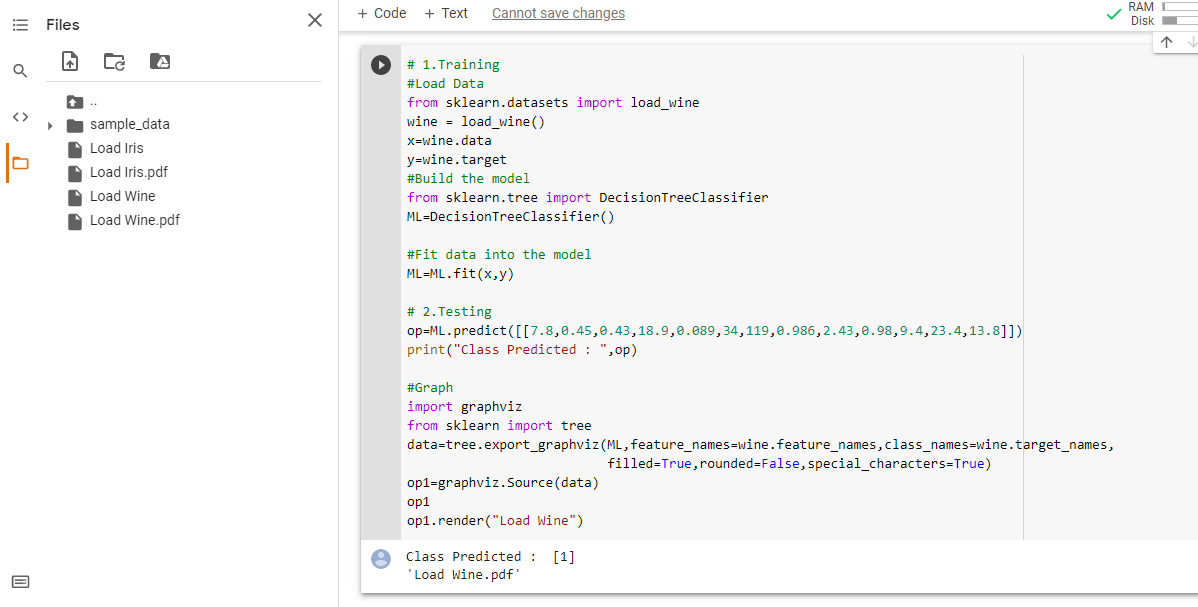 Files
..
sample_data
Load Iris
Load Iris.pdf
Load Wine
Load Wine.pdf
+ Code + Text Cannot save changes
RAM
Disk
# 1.Training
#Load Data
from sklearn.datasets import load_wine
wine = load_wine()
x=wine.data
y=wine.target
#Build the model
from sklearn.tree import DecisionTreeClassifier
ML=DecisionTreeClassifier()
#Fit data into the model
ML=ML.fit(x,y)
# 2.Testing
op=ML.predict([[7.8,0.45,0.43,18.9,0.089,34,119,0.986,2.43,0.98,9.4,23.4,13.8]])
print("Class Predicted : ",op)
#Graph
import graphviz
from sklearn import tree
data=tree.export_graphviz(ML,feature_names=wine.feature_names,class_names=wine.target_names,
filled=True,rounded=False,special_characters=True)
op1=graphviz.Source(data)
op1
op1.render("Load Wine")
Class Predicted :  [1]
'Load Wine.pdf'